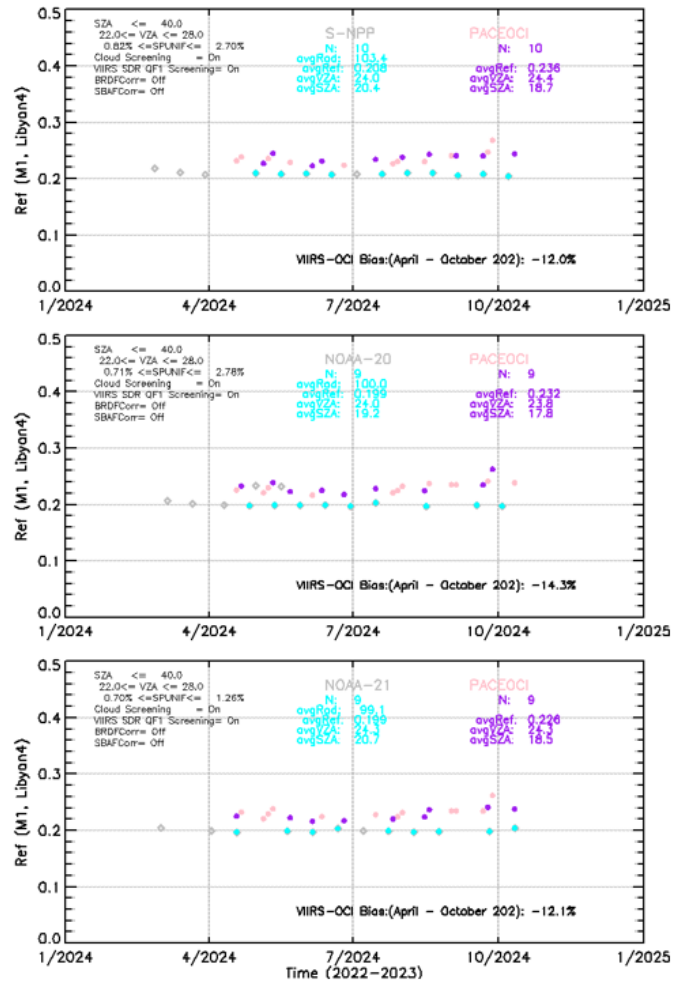 SZA <= 40.0
22.0<= VZA <= 28.0
0.82% <=SPUNIF<= 2.70%
Cloud Screening = On
VIIRS SDR QF1 Screening= On
BRDFCorr= Off
SBAFCorr= Off
S-NPP
N: 10
avgRad: 103.4
avgRef: 0.208
avgVZA: 24.0
avgSZA: 20.4
PACEOCI
N: 10
avgRef: 0.236
avgVZA: 24.4
avgSZA: 18.7
Ref (M1, Libyan4)
0.5
0.4
0.3
0.2
0.1
0.0
VIIRS-OCI Bias:(April - October 202): -12.0%
1/2024 4/2024 7/2024 10/2024 1/2025
SZA <= 40.0
22.0<= VZA <= 28.0
0.71% <=SPUNIF<= 2.78%
Cloud Screening = On
VIIRS SDR QF1 Screening= On
BRDFCorr= Off
SBAFCorr= Off
NOAA-20
N: 9
avgRad: 100.0
avgRef: 0.199
avgVZA: 24.0
avgSZA: 19.2
PACEOCI
N: 9
avgRef: 0.232
avgVZA: 23.8
avgSZA: 17.8
Ref (M1, Libyan4)
0.5
0.4
0.3
0.2
0.1
0.0
VIIRS-OCI Bias:(April - October 202): -14.3%
1/2024 4/2024 7/2024 10/2024 1/2025
SZA <= 40.0
22.0<= VZA <= 28.0
0.70% <=SPUNIF<= 1.26%
Cloud Screening = On
VIIRS SDR QF1 Screening= On
BRDFCorr= Off
SBAFCorr= Off
NOAA-21
N: 9
avgRad: 99.1
avgRef: 0.199
avgVZA: 24.3
avgSZA: 20.7
PACEOCI
N: 9
avgRef: 0.226
avgVZA: 24.3
avgSZA: 18.5
Ref (M1, Libyan4)
0.5
0.4
0.3
0.2
0.1
0.0
VIIRS-OCI Bias:(April - October 202): -12.1%
1/2024 4/2024 7/2024 10/2024 1/2025
Time (2022-2023)